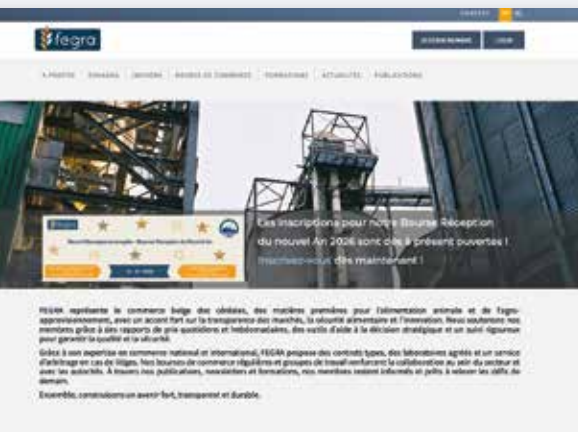 CONTACT
fegra
DEVENIR MEMBRE
LOGIN
A PROPOS
DOSSIERS
BOURSE DE COMMERCE
FORMATIONS
ACTUALITÉS
PUBLICATIONS
fegra
Les inscriptions pour notre Bourse Réception
du nouvel An 2026 sont dès à présent ouvertes !
Inscrivez-vous dès maintenant !
FEGRA représente le commerce belge des céréales, des matières premières pour l'alimentation animale et de l'agro-
approvisionnement, avec un accent fort sur la transparence des marchés, la sécurité alimentaire et l'innovation. Nous soutenons nos
membres grâce à des rapports de prix quotidiens et hebdomadaires, des outils d'aide à la décision stratégique et un suivi rigoureux
pour garantir la qualité et la sécurité.
Grâce à son expertise en commerce national et international, FEGRA propose des contrats types, des laboratoires agréés et un service
d'arbitrage en cas de litiges. Nos bourses de commerce régulières et groupes de travail renforcent la collaboration au sein du secteur et
avec les autorités. À travers nos publications, newsletters et formations, nos membres restent informés et prêts à relever les défis de
demain.
Ensemble, construisons un avenir fort, transparent et durable.